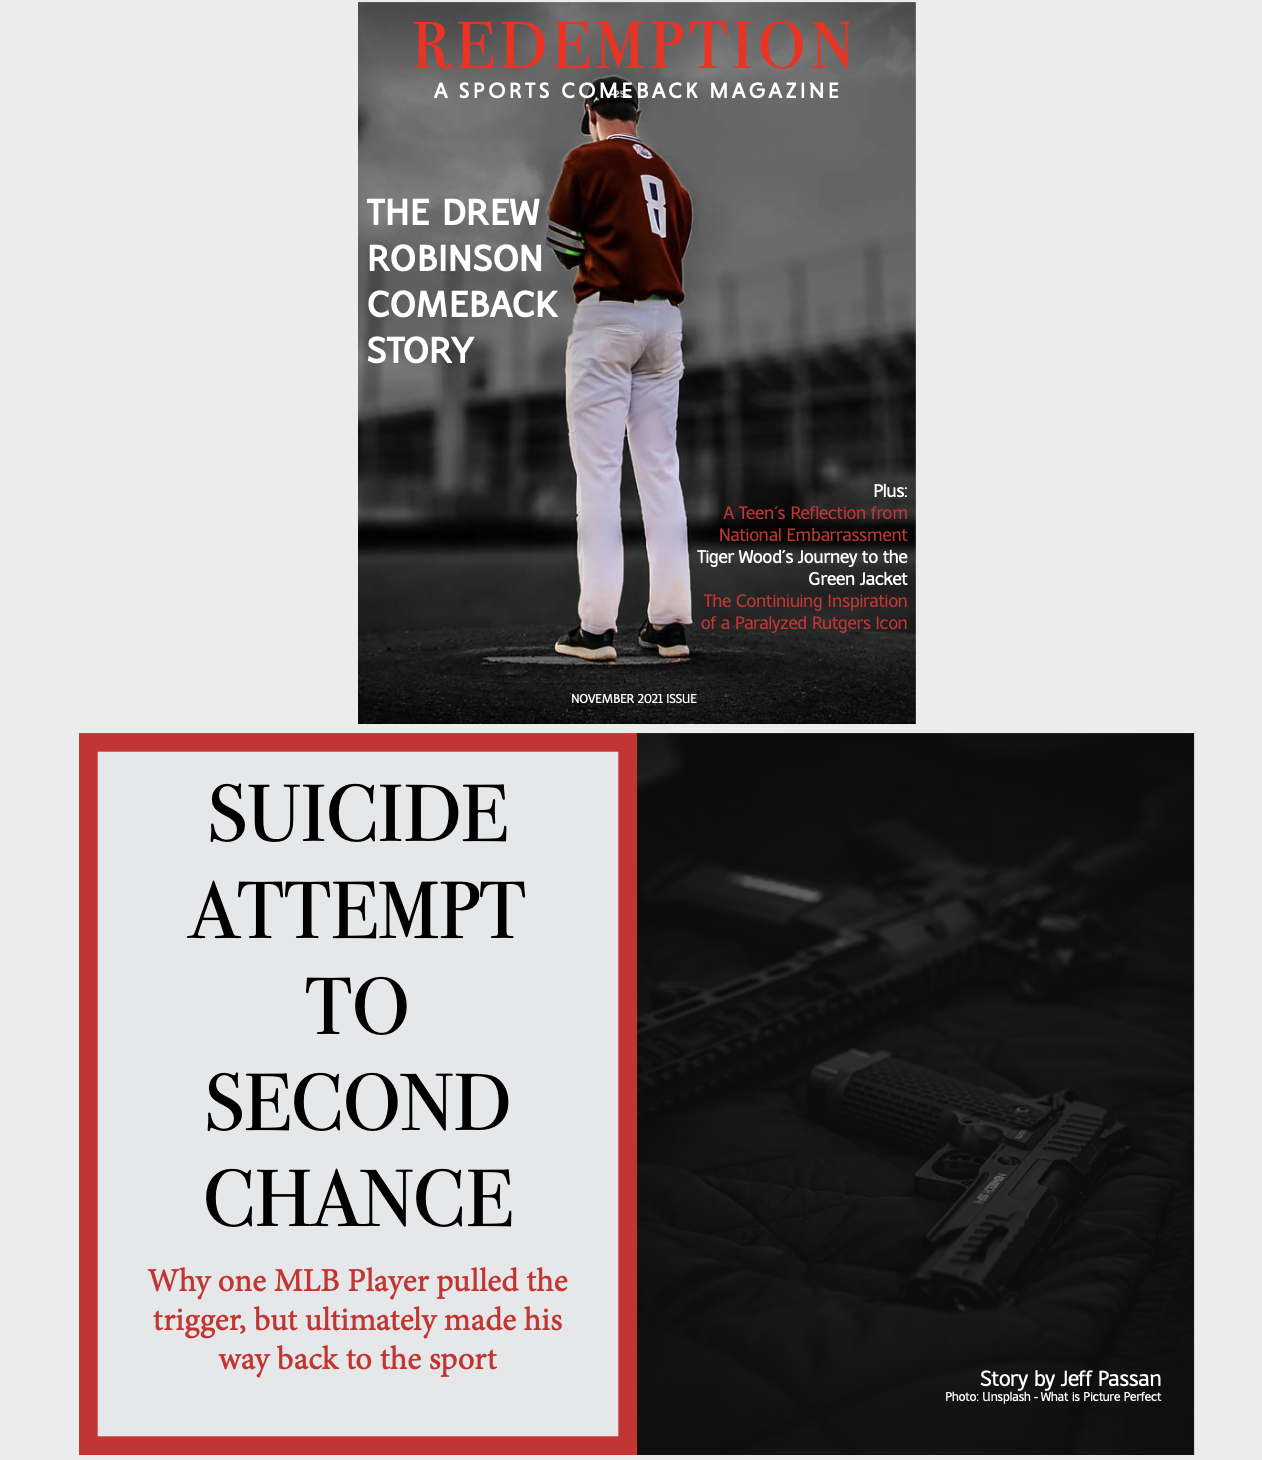 REDEMPTION
A SPORTS COMEBACK MAGAZINE
8
THE DREW
ROBINSON
COMEBACK
STORY
Plus:
A Teen´s Reflection from
National Embarrassment
Tiger Wood´s Journey to the
Green Jacket
The Continiuing Inspiration
of a Paralyzed Rutgers Icon
NOVEMBER 2021 ISSUE
SUICIDE
ATTEMPT
TO
SECOND
CHANCE
Why one MLB Player pulled the
trigger, but ultimately made his
way back to the sport
Story by Jeff Passan
Photo: Unsplash - What is Picture Perfect